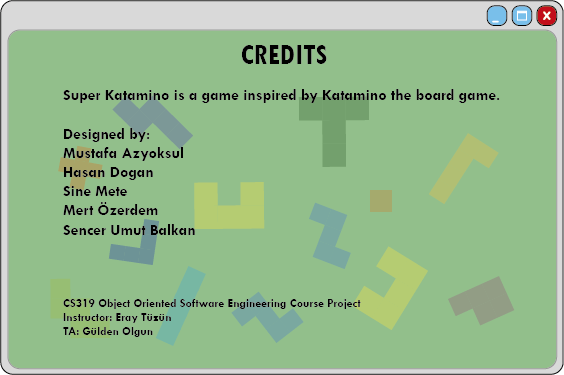 CREDITS
Super Katamino is a game inspired by Katamino the board game.
Designed by:
Mustafa Azyoksul
Hasan Dogan
Sine Mete
Mert Özerdem
Sencer Umut Balkan
CS319 Object Oriented Software Engineering Course Project
Instructor: Eray Tüzün
TA: Gülden Olgun